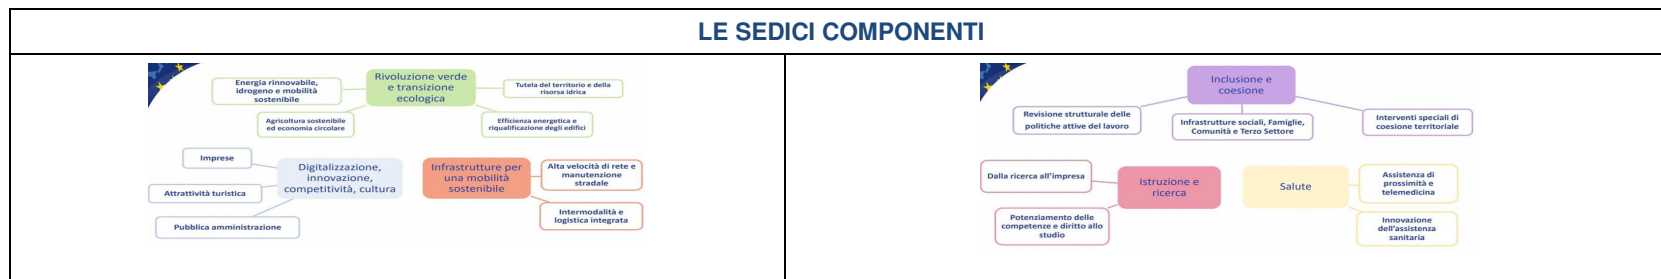 LE SEDICI COMPONENTI
Energia rinnovabile,
idrogeno e mobilità
sostenibile
Rivoluzione verde
e transizione
ecologica
Tutela del territorio e della
risorsa idrica
Agricoltura sostenibile
ed economia circolare
Efficienza energetica e
riqualificazione degli edifici
Imprese
Attrattività turistica
Pubblica amministrazione
Digitalizzazione,
innovazione,
competitività, cultura
Infrastrutture per
una mobilità
sostenibile
Alta velocità di rete e
manutenzione
stradale
Intermodalità e
logistica integrata
Inclusione e
coesione
Revisione strutturale delle
politiche attive del lavoro
Infrastrutture sociali, Famiglie,
Comunità e Terzo Settore
Interventi speciali di
coesione territoriale
Dalla ricerca all'impresa
Istruzione e
ricerca
Potenziamento delle
competenze e diritto allo
studio
Salute
Assistenza di
prossimità e
telemedicina
Innovazione
dell'assistenza
sanitaria